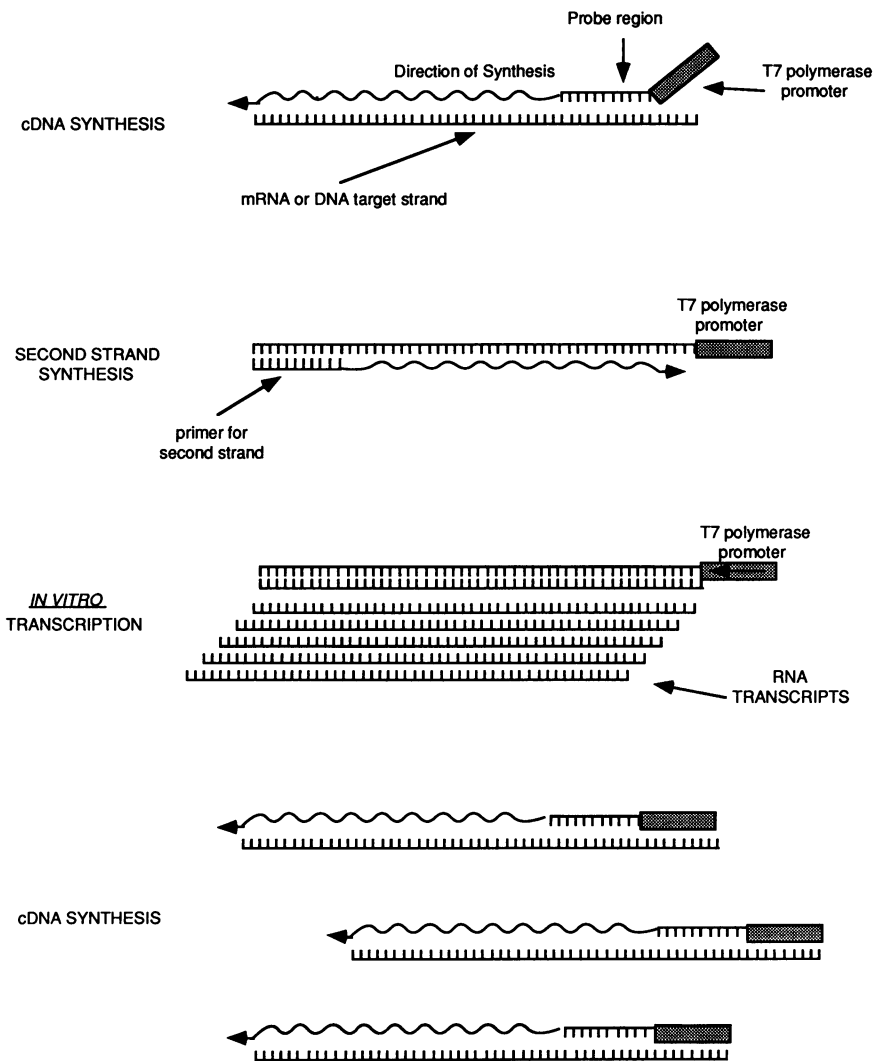 Probe region
Direction of Synthesis
T7 polymerase
promoter
cDNA SYNTHESIS
mRNA or DNA target strand
T7 polymerase
promoter
SECOND STRAND
SYNTHESIS
primer for
second strand
T7 polymerase
promoter
IN VITRO
TRANSCRIPTION
RNA
TRANSCRIPTS
cDNA SYNTHESIS